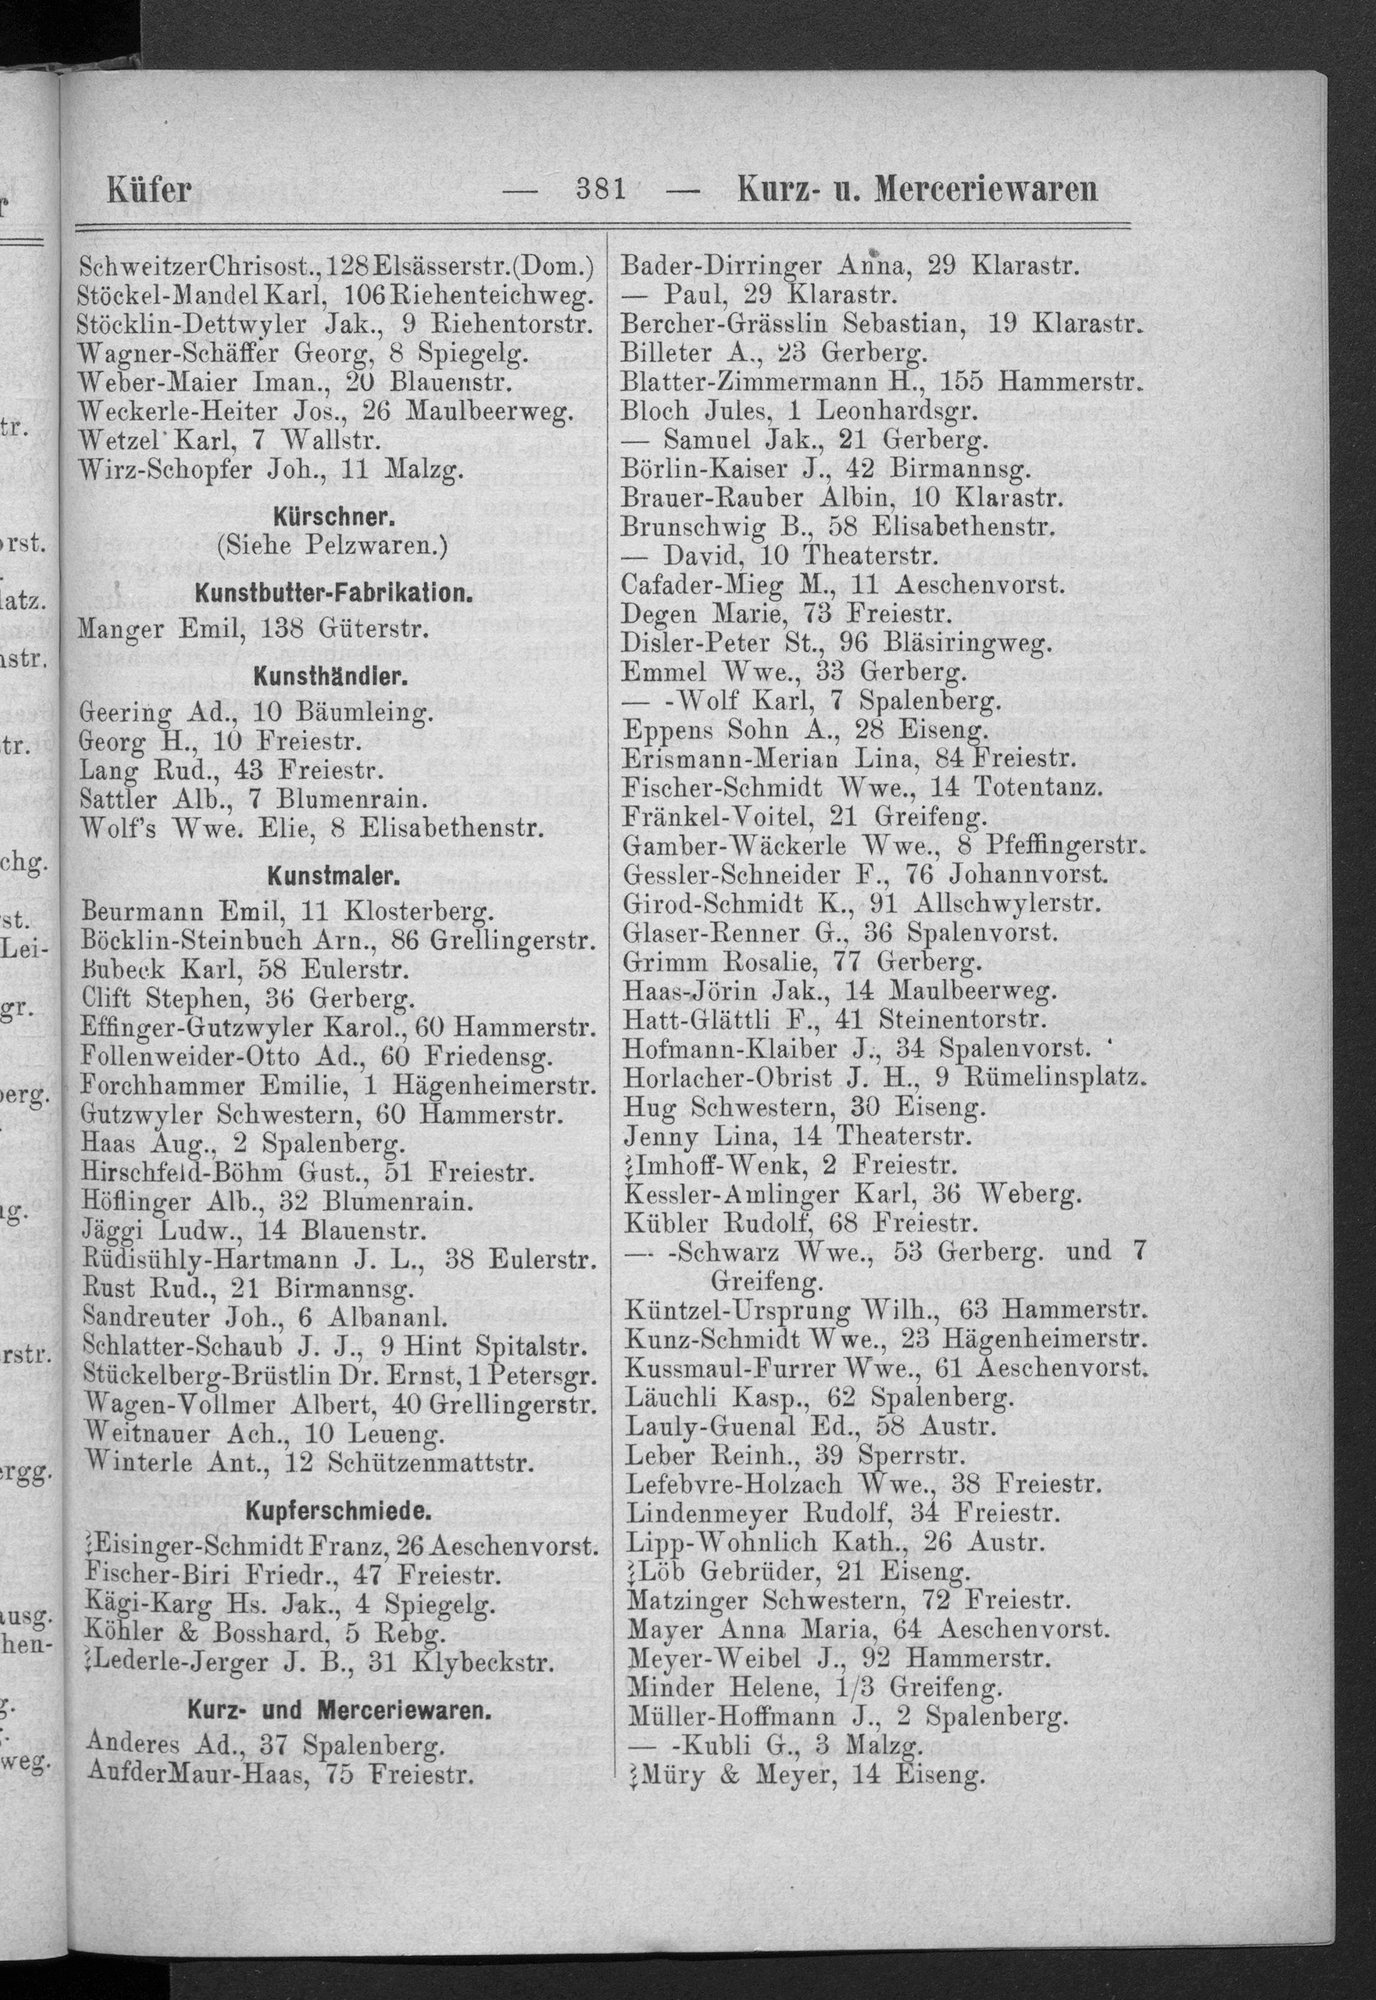 Küfer — 381 — Kurz- u. Merceriewaren
Schweitzer Chrisost., 128 Elsässerstr. (Dom.)
Stöckel-Mandel Karl, 106 Riehenteichweg.
Stöcklin-Dettwyler Jak., 9 Riehentorstr.
Wagner-Schäffer Georg, 8 Spiegelg.
Weber-Maier Iman., 20 Blauenstr.
Weckerle-Heiter Jos., 26 Maulbeerweg.
Wetzel Karl, 7 Wallstr.
Wirz-Schopfer Joh., 11 Malzg.
Kürschner.
(Siehe Pelzwaren.)
Kunstbutter-Fabrikation.
Manger Emil, 138 Güterstr.
Kunsthändler.
Geering Ad., 10 Bäumleing.
Georg H., 10 Freiestr.
Lang Rud., 43 Freiestr.
Sattler Alb., 7 Blumenrain.
Wolf's Wwe. Elie, 8 Elisabethenstr.
Kunstmaler.
Beurmann Emil, 11 Klosterberg.
Böcklin-Steinbuch Arn., 86 Grellingerstr.
Bubeck Karl, 58 Eulerstr.
Clift Stephen, 36 Gerberg.
Effinger-Gutzwyler Karol., 60 Hammerstr.
Follenweider-Otto Ad., 60 Friedensg.
Forchhammer Emilie, 1 Hägenheimerstr.
Gutzwyler Schwestern, 60 Hammerstr.
Haas Aug., 2 Spalenberg.
Hirschfeld-Böhm Gust., 51 Freiestr.
Höflinger Alb., 32 Blumenrain.
Jäggi Ludw., 14 Blauenstr.
Rüdisühly-Hartmann J. L., 38 Eulerstr.
Rust Rud., 21 Birmannsg.
Sandreuter Joh., 6 Albananl.
Schlatter-Schaub J. J., 9 Hint Spitalstr.
Stückelberg-Brüstlin Dr. Ernst, 1 Petersgr.
Wagen-Vollmer Albert, 40 Grellingerstr.
Weitnauer Ach., 10 Leueng.
Winterle Ant., 12 Schützenmattstr.
Kupferschmiede.
⸾Eisinger-Schmidt Franz, 26 Aeschenvorst.
Fischer-Biri Friedr., 47 Freiestr.
Kägi-Karg Hs. Jak., 4 Spiegelg.
Köhler & Bosshard, 5 Rebg.
⸾Lederle-Jerger J. B., 31 Klybeckstr.
Kurz- und Merceriewaren.
Anderes Ad., 37 Spalenberg.
AufderMaur-Haas, 75 Freiestr.
Bader-Dirringer Anna, 29 Klarastr.
— Paul, 29 Klarastr.
Bercher-Grässlin Sebastian, 19 Klarastr.
Billeter A., 23 Gerberg.
Blatter-Zimmermann H., 155 Hammerstr.
Bloch Jules, 1 Leonhardsgr.
— Samuel Jak., 21 Gerberg.
Börlin-Kaiser J., 42 Birmannsg.
Brauer-Rauber Albin, 10 Klarastr.
Brunschwig B., 58 Elisabethenstr.
— David, 10 Theaterstr.
Cafader-Mieg M., 11 Aeschenvorst.
Degen Marie, 73 Freiestr.
Disler-Peter St., 96 Bläsiringweg.
Emmel Wwe., 33 Gerberg.
— -Wolf Karl, 7 Spalenberg.
Eppens Sohn A., 28 Eiseng.
Erismann-Merian Lina, 84 Freiestr.
Fischer-Schmidt Wwe., 14 Totentanz.
Fränkel-Voitel, 21 Greifeng.
Gamber-Wäckerle Wwe., 8 Pfeffingerstr.
Gessler-Schneider F., 76 Johannvorst.
Girod-Schmidt K., 91 Allschwylerstr.
Glaser-Renner G., 36 Spalenvorst.
Grimm Rosalie, 77 Gerberg.
Haas-Jörin Jak., 14 Maulbeerweg.
Hatt-Glättli F., 41 Steinentorstr.
Hofmann-Klaiber J., 34 Spalenvorst.
Horlacher-Obrist J. H., 9 Rümelinsplatz.
Hug Schwestern, 30 Eiseng.
Jenny Lina, 14 Theaterstr.
⸾Imhoff-Wenk, 2 Freiestr.
Kessler-Amlinger Karl, 36 Weberg.
Kübler Rudolf, 68 Freiestr.
— -Schwarz Wwe., 53 Gerberg. und 7
Greifeng.
Küntzel-Ursprung Wilh., 63 Hammerstr.
Kunz-Schmidt Wwe., 23 Hägenheimerstr.
Kussmaul-Furrer Wwe., 61 Aeschenvorst.
Läuchli Kasp., 62 Spalenberg.
Lauly-Guenal Ed., 58 Austr.
Leber Reinh., 39 Sperrstr.
Lefebvre-Holzach Wwe., 38 Freiestr.
Lindenmeyer Rudolf, 34 Freiestr.
Lipp-Wohnlich Kath., 26 Austr.
⸾Löb Gebrüder, 21 Eiseng.
Matzinger Schwestern, 72 Freiestr.
Mayer Anna Maria, 64 Aeschenvorst.
Meyer-Weibel J., 92 Hammerstr.
Minder Helene, 1/3 Greifeng.
Müller-Hoffmann J., 2 Spalenberg.
— -Kubli G., 3 Malzg.
⸾Müry & Meyer, 14 Eiseng.